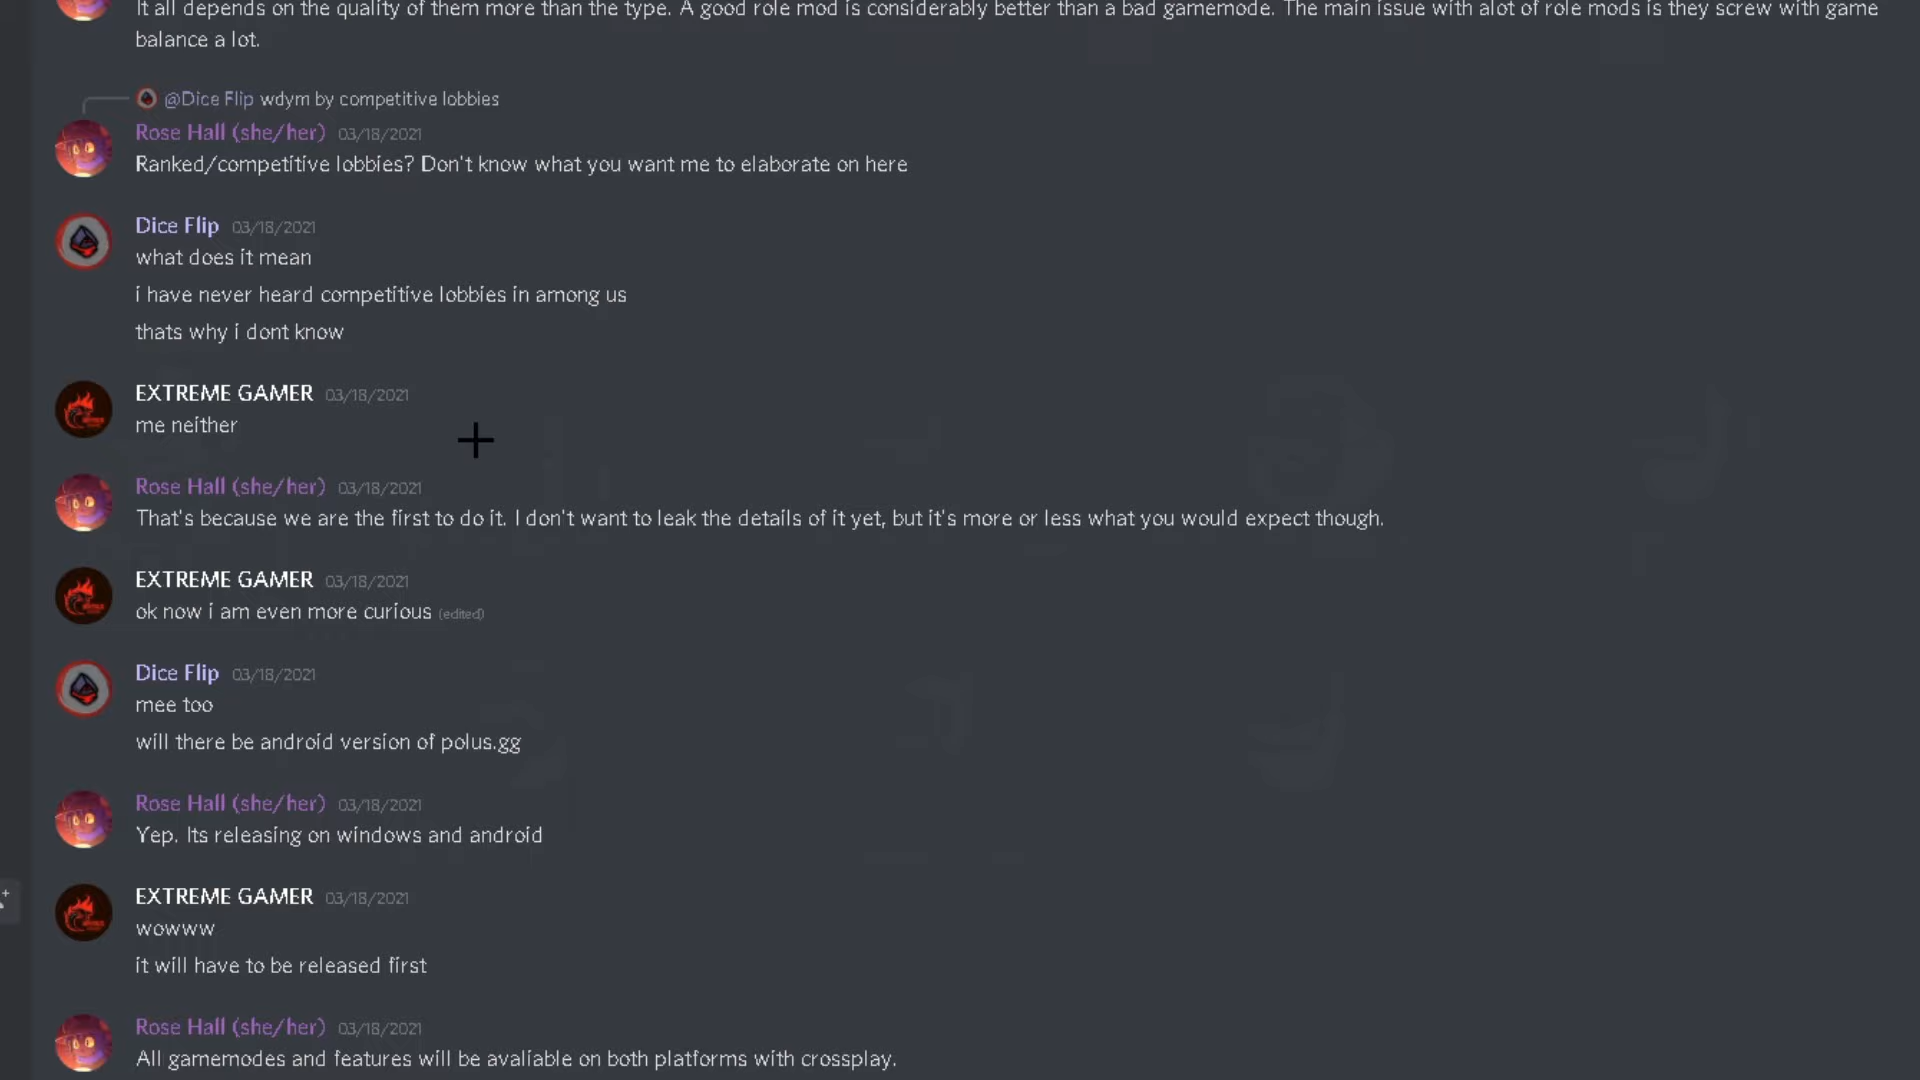 It all depends on the quality of them more than the type. A good role mod is considerably better than a bad gamemode. The main issue with alot of role mods is they screw with game
balance a lot.
@Dice Flip wdym by competitive lobbies
Rose Hall (she/her) 03/18/2021
Ranked/competitive lobbies? Don't know what you want me to elaborate on here
Dice Flip 03/18/2021
what does it mean
i have never heard competitive lobbies in among us
thats why i dont know
EXTREME GAMER 03/18/2021
me neither
Rose Hall (she/her) 03/18/2021
That's because we are the first to do it. I don't want to leak the details of it yet, but it's more or less what you would expect though.
EXTREME GAMER 03/18/2021
ok now i am even more curious (edited)
Dice Flip 03/18/2021
mee too
will there be android version of polus.gg
Rose Hall (she/her) 03/18/2021
Yep. Its releasing on windows and android
EXTREME GAMER 03/18/2021
wowww
it will have to be released first
Rose Hall (she/her) 03/18/2021
All gamemodes and features will be avaliable on both platforms with crossplay.